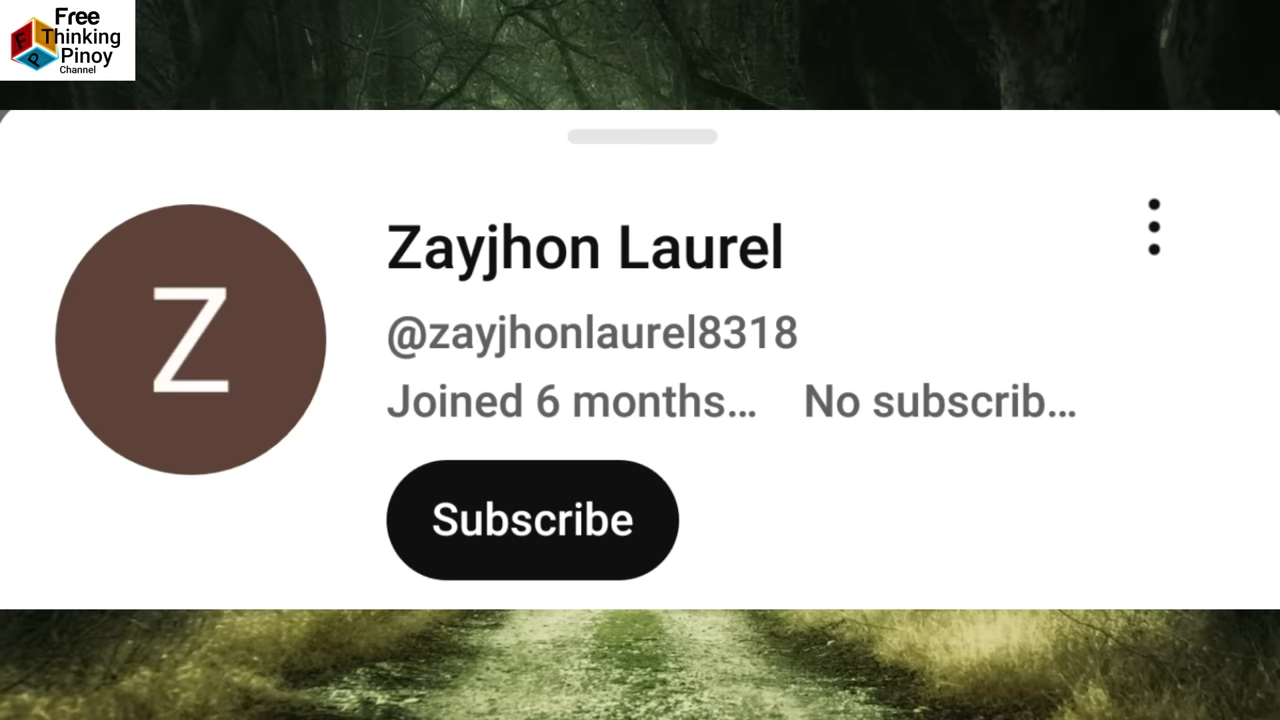 Free
Thinking
Pinoy
Channel
F
P
Z
Zayjhon Laurel
@zayjhonlaurel8318
Joined 6 months... No subscrib...
Subscribe